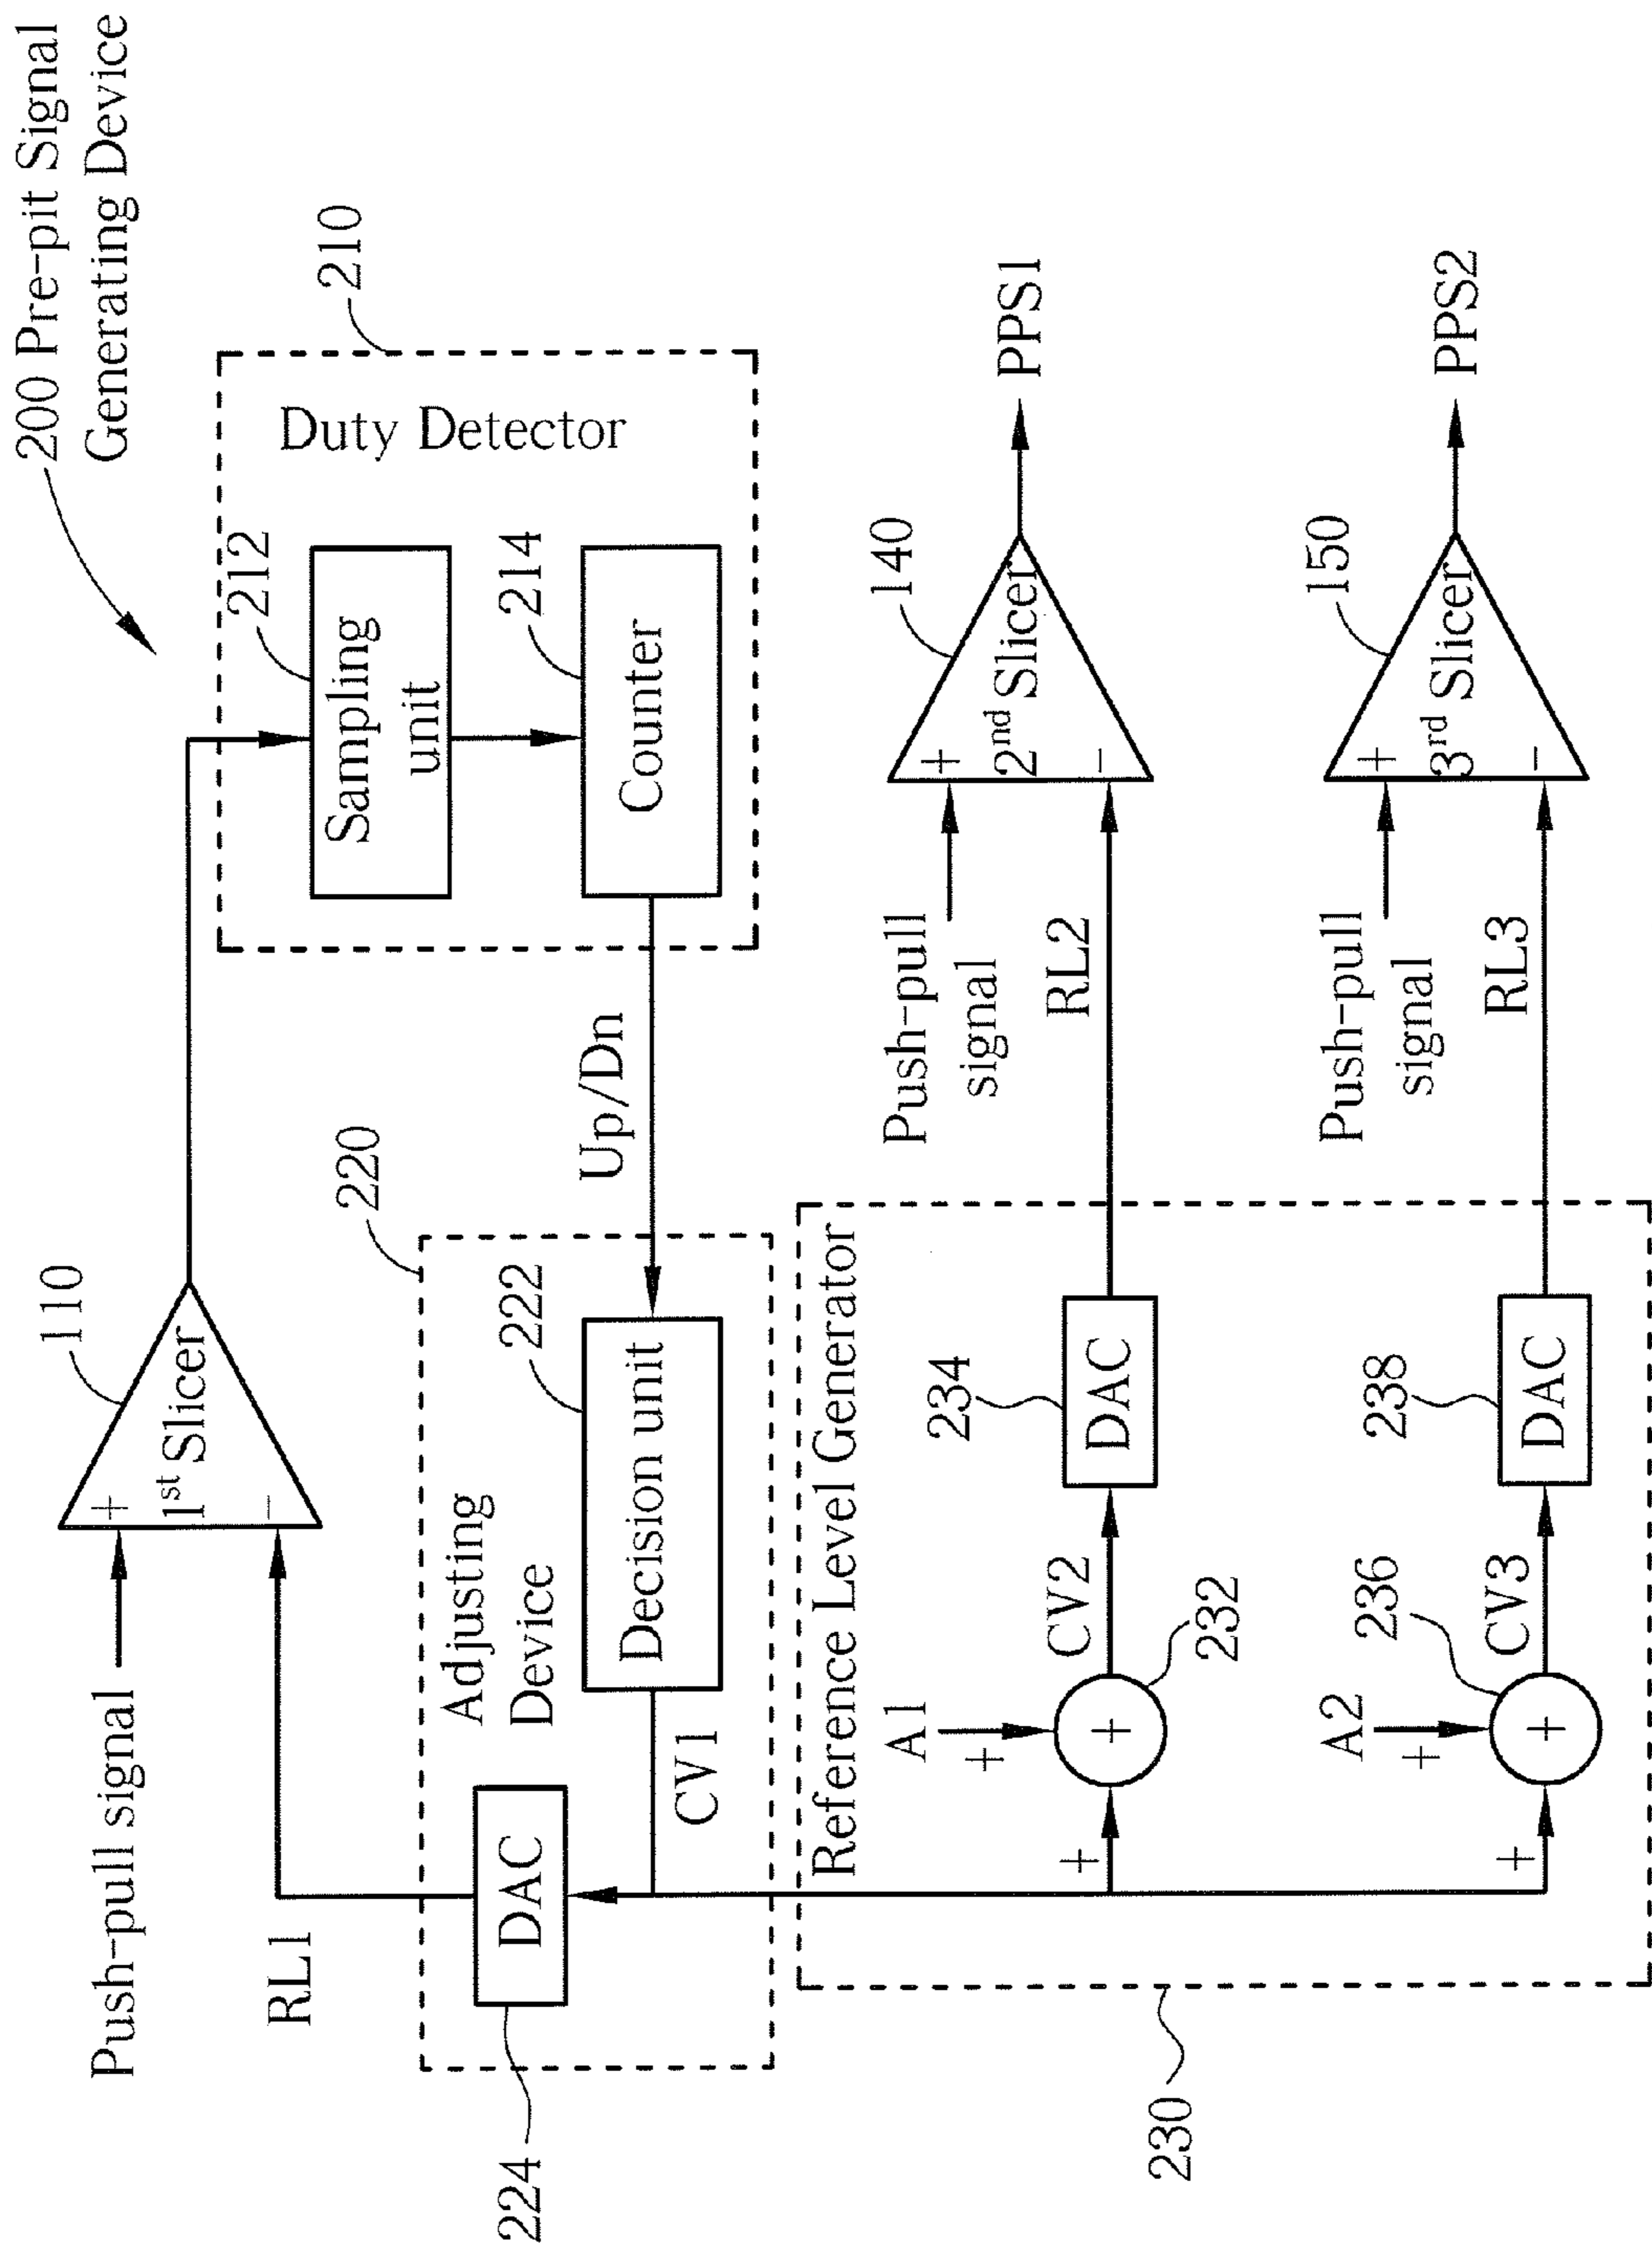 200 Pre-pit Signal
Generating Device
Push-pull signal
+
1st Slicer
−
110
RL1
210
Duty Detector
212
Sampling
unit
214
Counter
Up/Dn
220
Adjusting
Device
222
Decision unit
CV1
DAC
224
Reference Level Generator
230
A1
+
+
+
232
CV2
234
DAC
RL2
Push-pull
signal
+
2nd Slicer
−
140
PPS1
A2
+
+
+
236
CV3
238
DAC
RL3
Push-pull
signal
+
3rd Slicer
−
150
PPS2